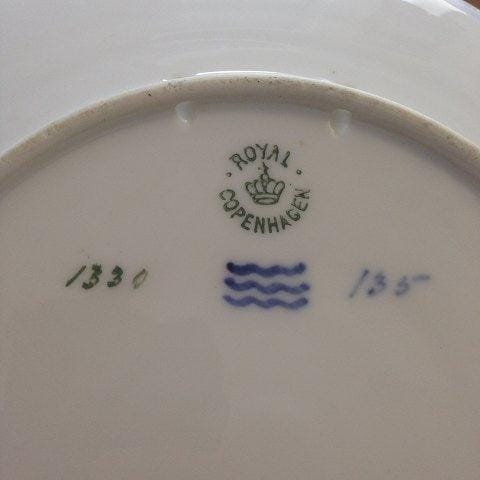 · ROYAL ·
COPENHAGEN
1330
135